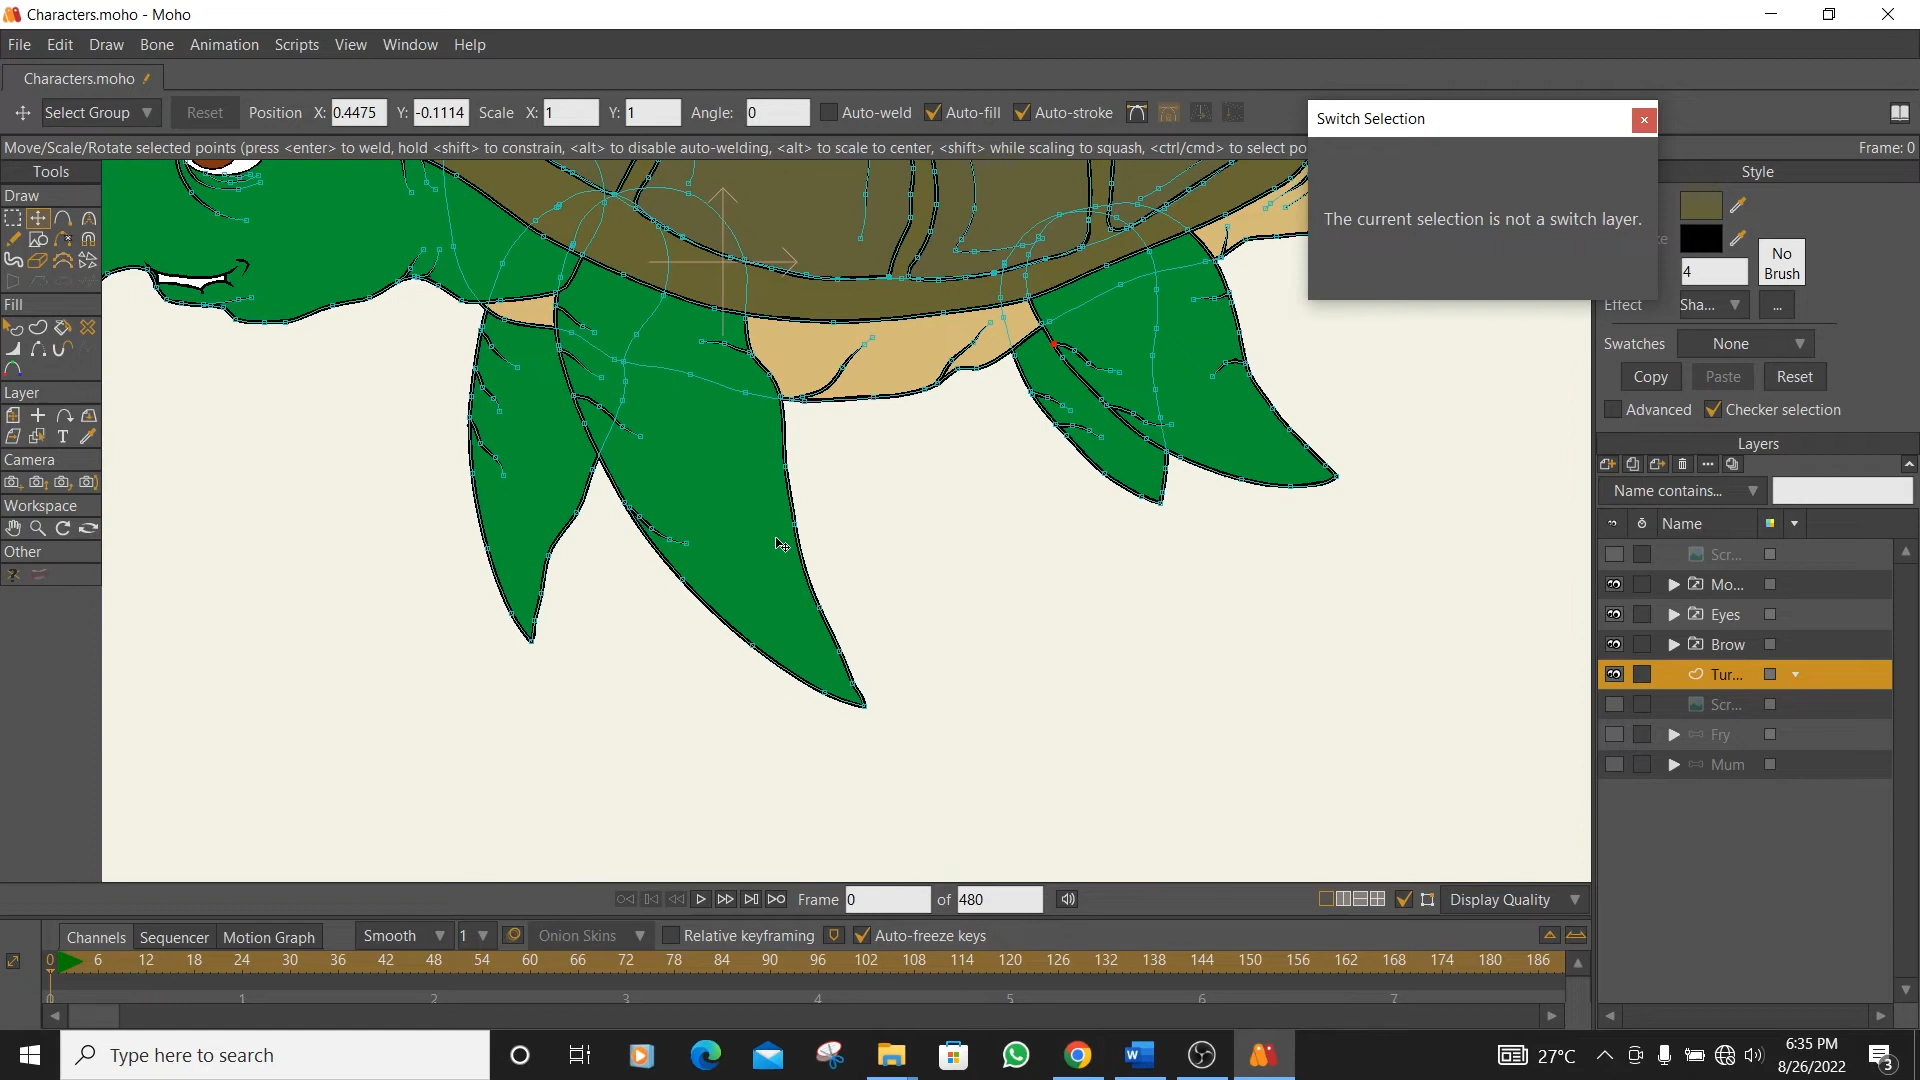 Characters.moho - Moho
File Edit Draw Bone Animation Scripts View Window Help
Characters.moho
Select Group Reset Position X: 0.4475 Y: -0.1114 Scale X: 1 Y: 1 Angle: 0 Auto-weld Auto-fill Auto-stroke
Switch Selection
The current selection is not a switch layer.
Move/Scale/Rotate selected points (press <enter> to weld, hold <shift> to constrain, <alt> to disable auto-welding, <alt> to scale to center, <shift> while scaling to squash, <ctrl/cmd> to select po
Frame: 0
Tools
Draw
Fill
Layer
Camera
Workspace
Other
Style
4
No
Brush
Effect Sha... ...
Swatches None
Copy Paste Reset
Advanced Checker selection
Layers
Name contains...
Name
Scr...
Mo...
Eyes
Brow
Tur...
Scr...
Fry
Mum
Frame 0 of 480 Display Quality
Channels Sequencer Motion Graph Smooth 1 Onion Skins Relative keyframing Auto-freeze keys
0 6 12 18 24 30 36 42 48 54 60 66 72 78 84 90 96 102 108 114 120 126 132 138 144 150 156 162 168 174 180 186
0 1 2 3 4 5 6 7
Type here to search
27°C
6:35 PM
8/26/2022
3